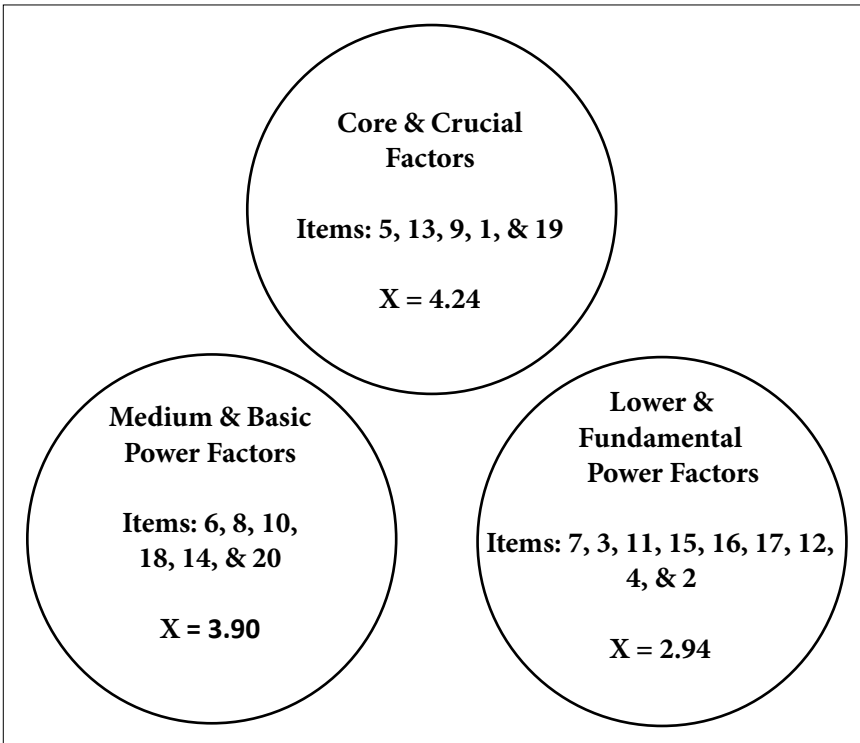 Core & Crucial
Factors
Items: 5, 13, 9, 1, & 19
X = 4.24
Medium & Basic
Power Factors
Items: 6, 8, 10,
18, 14, & 20
X = 3.90
Lower &
Fundamental
Power Factors
Items: 7, 3, 11, 15, 16, 17, 12,
4, & 2
X = 2.94